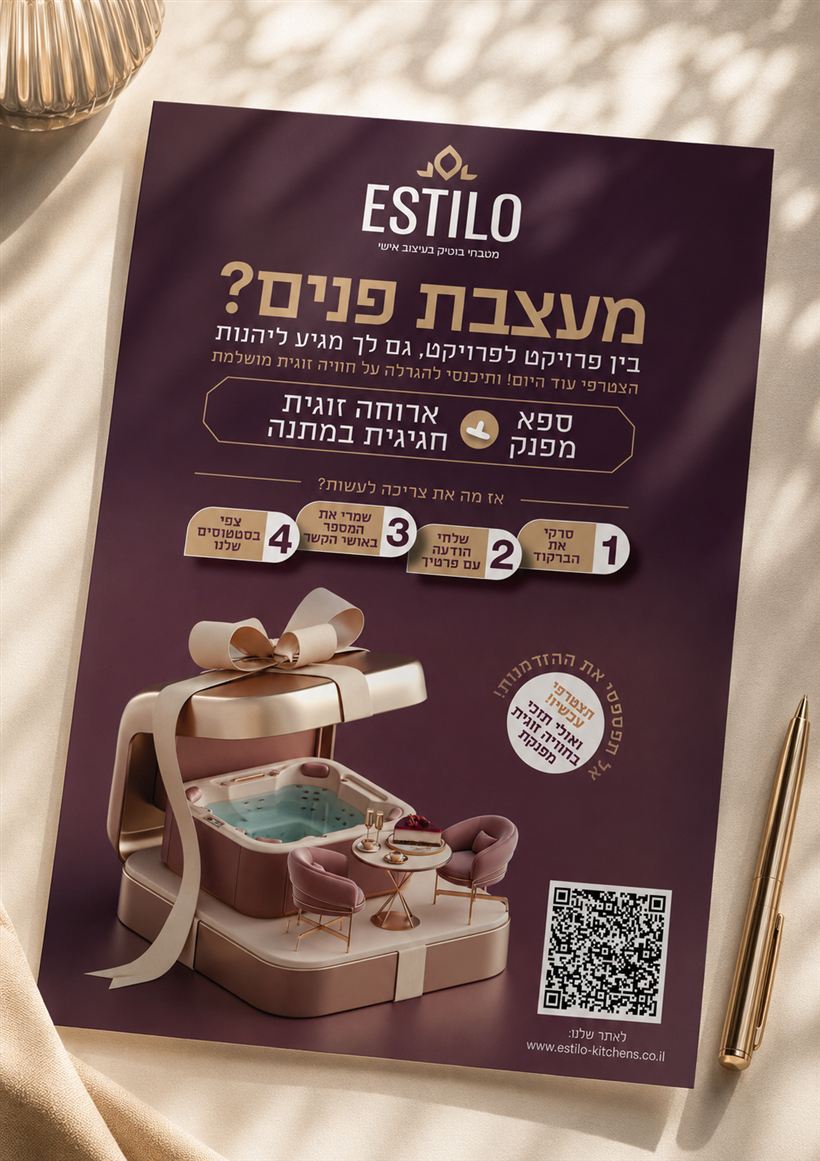 ESTILO
מטבחי בוטיק בעיצוב אישי
מעצבת פנים?
בין פרויקט לפרויקט, גם לך מגיע ליהנות
הצטרפי עוד היום! ותיכנסי להגרלה על חוויה זוגית מושלמת
ספא
מפנק
ארוחה זוגית
חגיגית במתנה
אז מה את צריכה לעשות?
1
סרקי
את
הברקוד
2
שלחי
הודעה
עם פרטיך
3
שמרי את
המספר
באושי הקשר
4
צפי
בסטטוסים
שלנו
אל תפספסי את ההזדמנות!
תצטרפי
עכשיו!
ואולי תזכי
בחוויה זוגית
מפנקת
לאתר שלנו:
www.estilo-kitchens.co.il